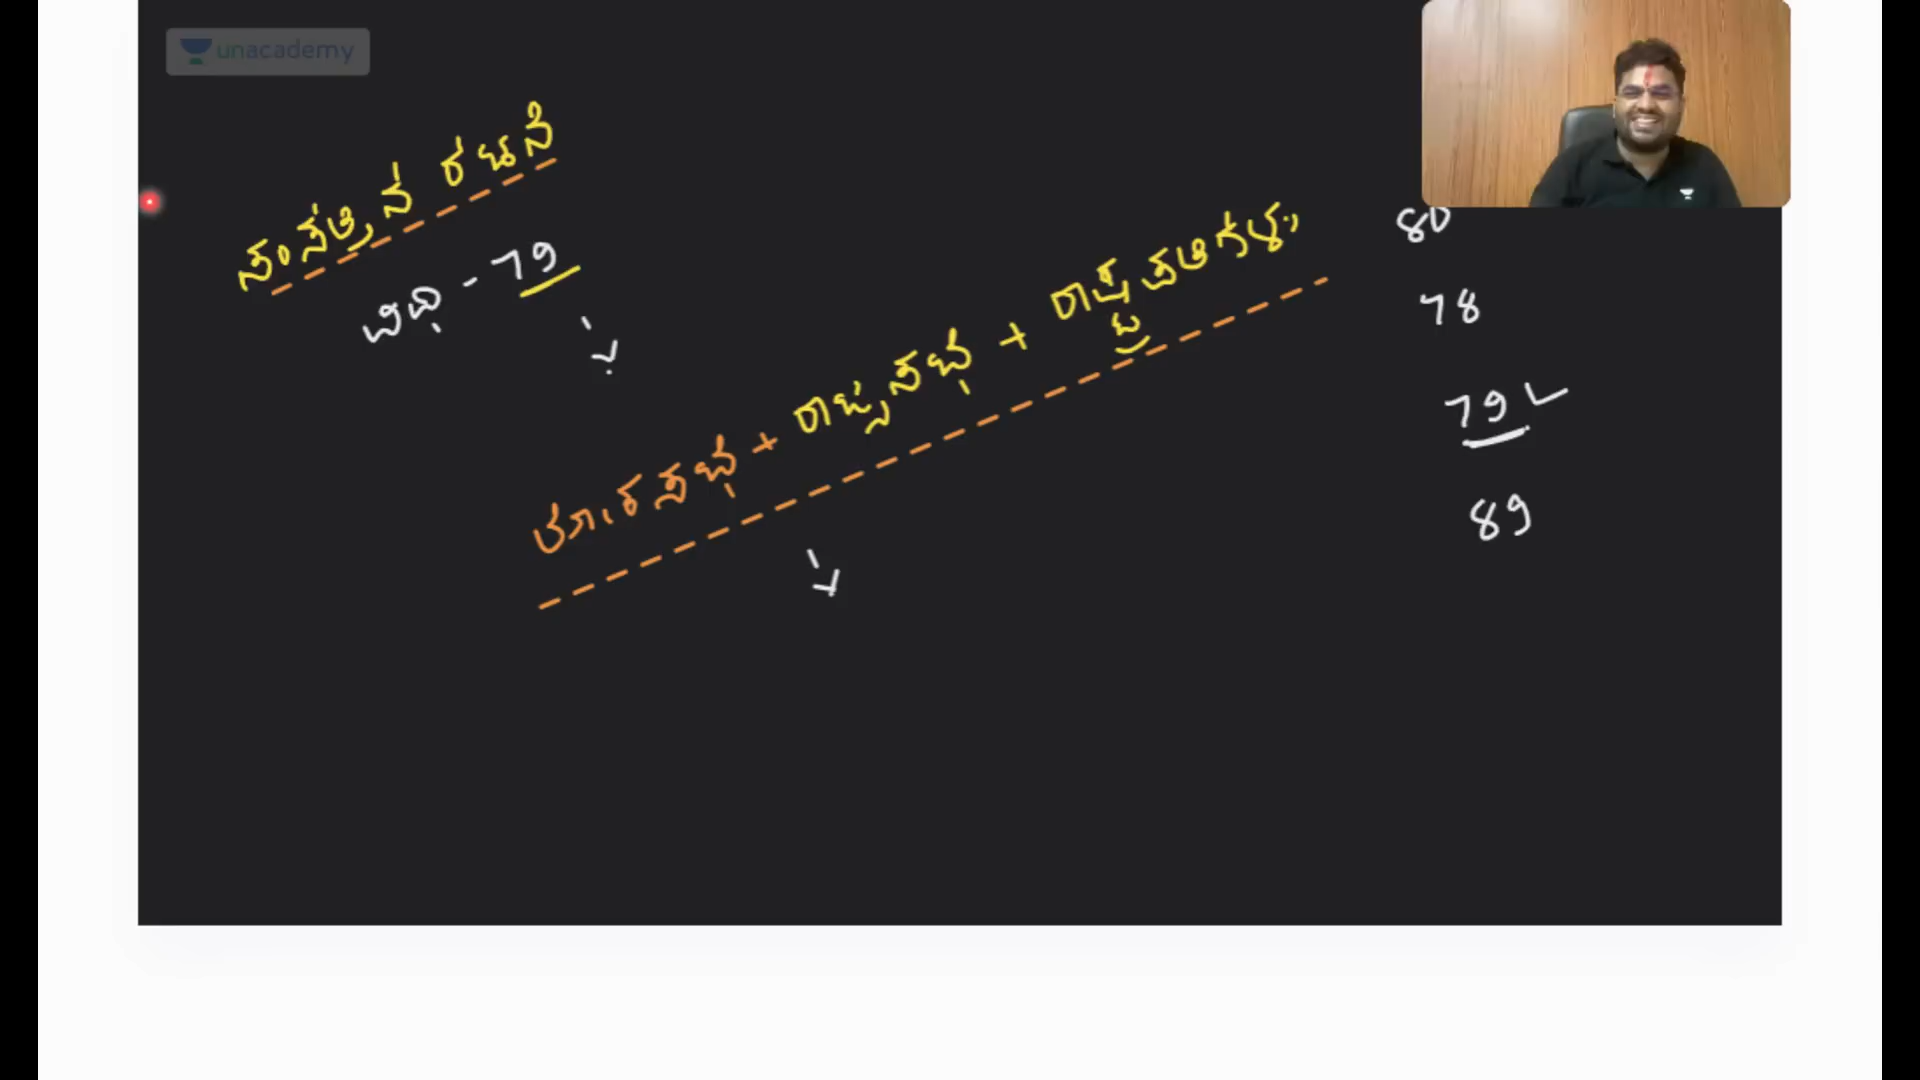 unacademy
ಸಂಸತ್ತಿನ ರಚನೆ
ವಿಧಿ - 79
ಲೋಕಸಭೆ + ರಾಜ್ಯಸಭೆ + ರಾಷ್ಟ್ರಪತಿಗಳು
80
78
79
89